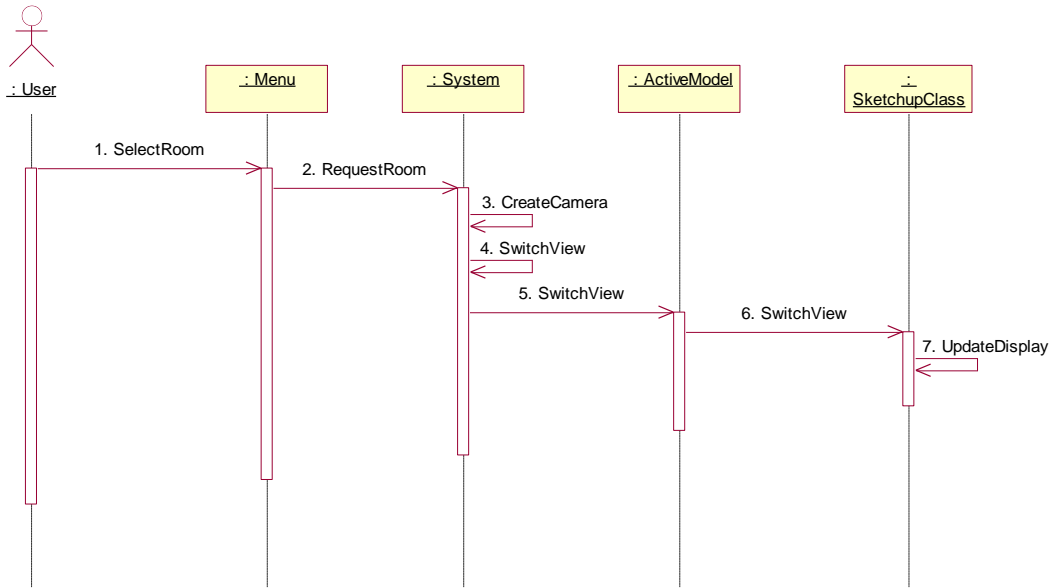 : User
: Menu
: System
: ActiveModel
:
SketchupClass
1. SelectRoom
2. RequestRoom
3. CreateCamera
4. SwitchView
5. SwitchView
6. SwitchView
7. UpdateDisplay